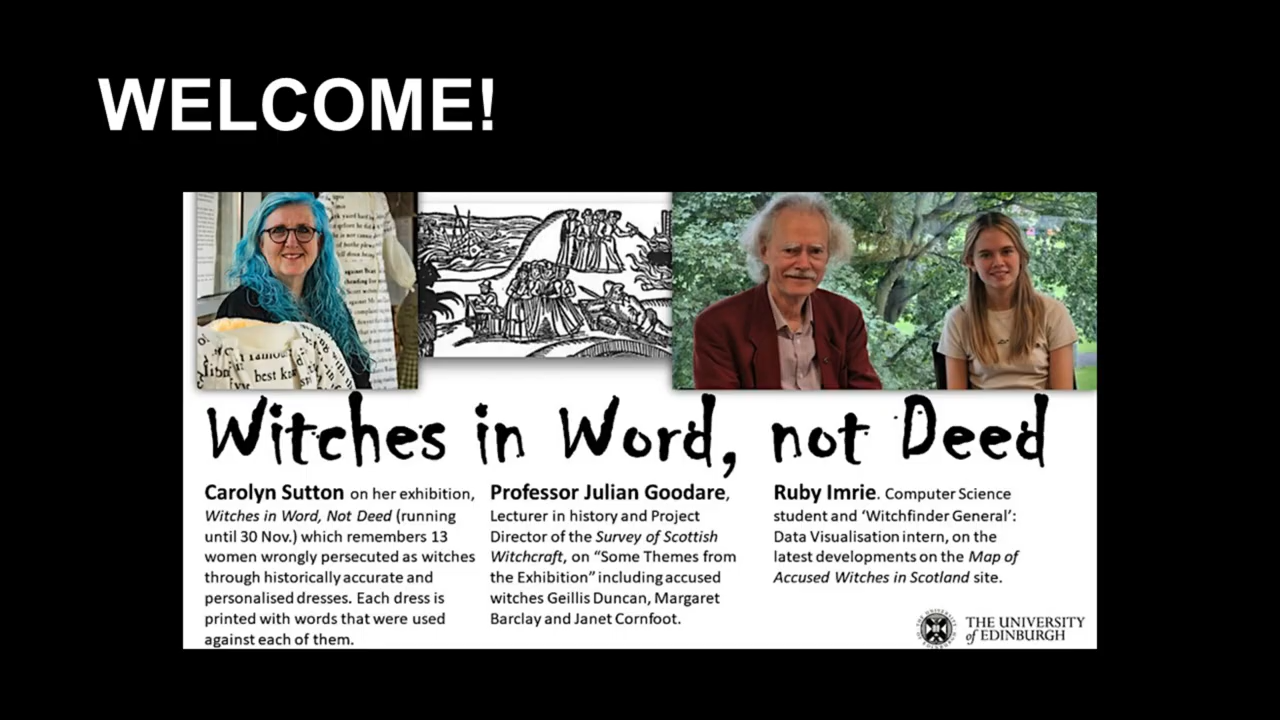 WELCOME!
Witches in Word, not Deed
Carolyn Sutton on her exhibition,
Witches in Word, Not Deed (running
until 30 Nov.) which remembers 13
women wrongly persecuted as witches
through historically accurate and
personalised dresses. Each dress is
printed with words that were used
against each of them.
Professor Julian Goodare,
Lecturer in history and Project
Director of the Survey of Scottish
Witchcraft, on “Some Themes from
the Exhibition” including accused
witches Geillis Duncan, Margaret
Barclay and Janet Cornfoot.
Ruby Imrie. Computer Science
student and ‘Witchfinder General’:
Data Visualisation intern, on the
latest developments on the Map of
Accused Witches in Scotland site.
THE UNIVERSITY
of EDINBURGH